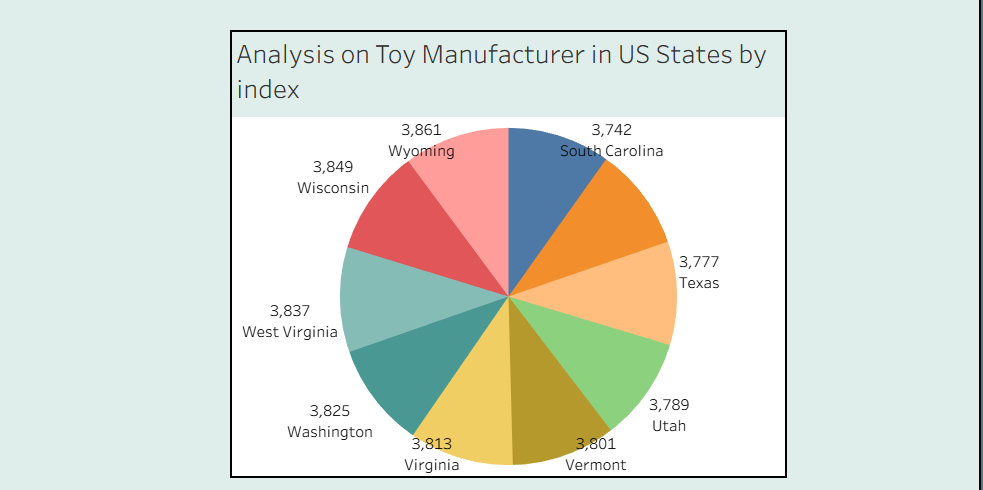 Analysis on Toy Manufacturer in US States by
index
3,861
Wyoming
3,742
South Carolina
3,849
Wisconsin
3,777
Texas
3,837
West Virginia
3,789
Utah
3,825
Washington
3,813
Virginia
3,801
Vermont